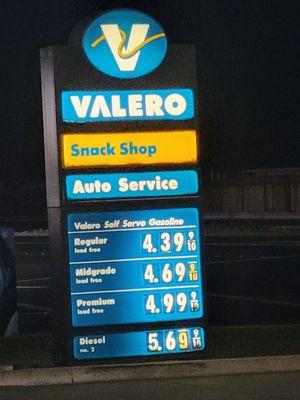 V
VALERO
Snack Shop
Auto Service
Valero Self Serve Gasoline
Regular 4.39 9/10
lead free
Midgrade 4.69 9/10
lead free
Premium 4.99 9/10
lead free
Diesel 5.69 9/10
no. 2